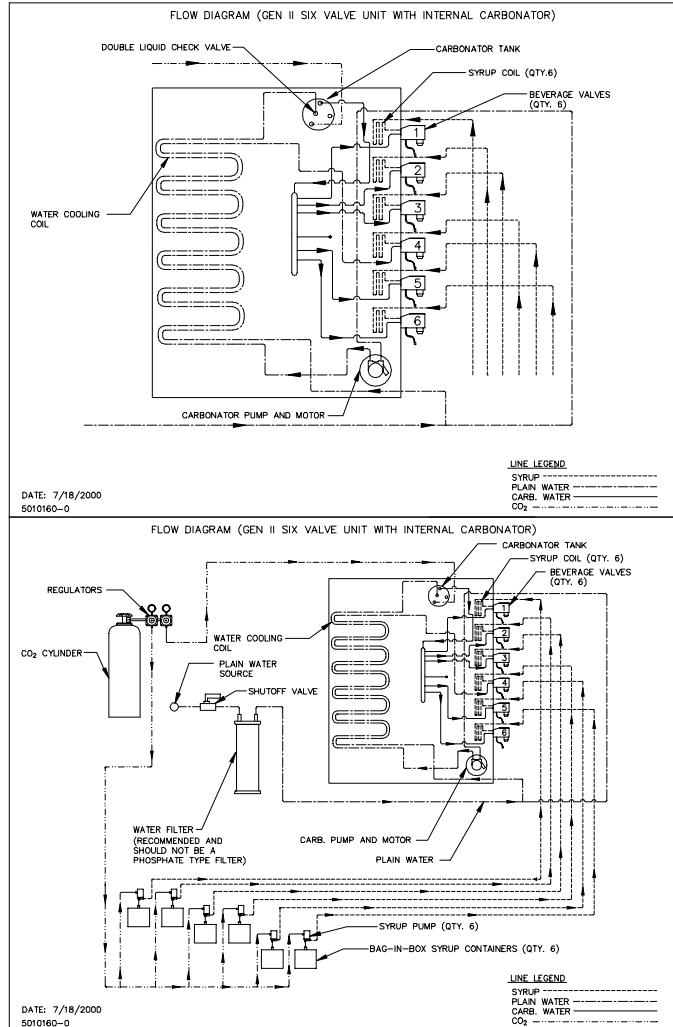 FLOW DIAGRAM (GEN II SIX VALVE UNIT WITH INTERNAL CARBONATOR)
DOUBLE LIQUID CHECK VALVE
CARBONATOR TANK
SYRUP COIL (QTY.6)
BEVERAGE VALVES
(QTY. 6)
1
2
3
4
5
6
WATER COOLING
COIL
CARBONATOR PUMP AND MOTOR
LINE LEGEND
SYRUP
PLAIN WATER
CARB. WATER
CO₂
DATE: 7/18/2000
5010160-0
FLOW DIAGRAM (GEN II SIX VALVE UNIT WITH INTERNAL CARBONATOR)
CARBONATOR TANK
SYRUP COIL (QTY. 6)
BEVERAGE VALVES
(QTY. 6)
REGULATORS
WATER COOLING
COIL
CO₂ CYLINDER
PLAIN WATER
SOURCE
SHUTOFF VALVE
1
2
3
4
5
6
WATER FILTER
(RECOMMENDED AND
SHOULD NOT BE A
PHOSPHATE TYPE FILTER)
CARB. PUMP AND MOTOR
PLAIN WATER
SYRUP PUMP (QTY. 6)
BAG-IN-BOX SYRUP CONTAINERS (QTY. 6)
LINE LEGEND
SYRUP
PLAIN WATER
CARB. WATER
CO₂
DATE: 7/18/2000
5010160-0